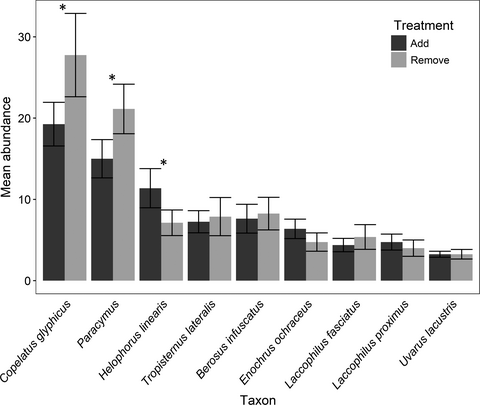 Treatment
Add
Remove
Mean abundance
30
20
10
0
*
*
*
Copelatus glyphicus
Paracymus
Helophorus linearis
Tropisternus lateralis
Berosus infuscatus
Enochrus ochraceus
Laccophilus fasciatus
Laccophilus proximus
Uvarus lacustris
Taxon